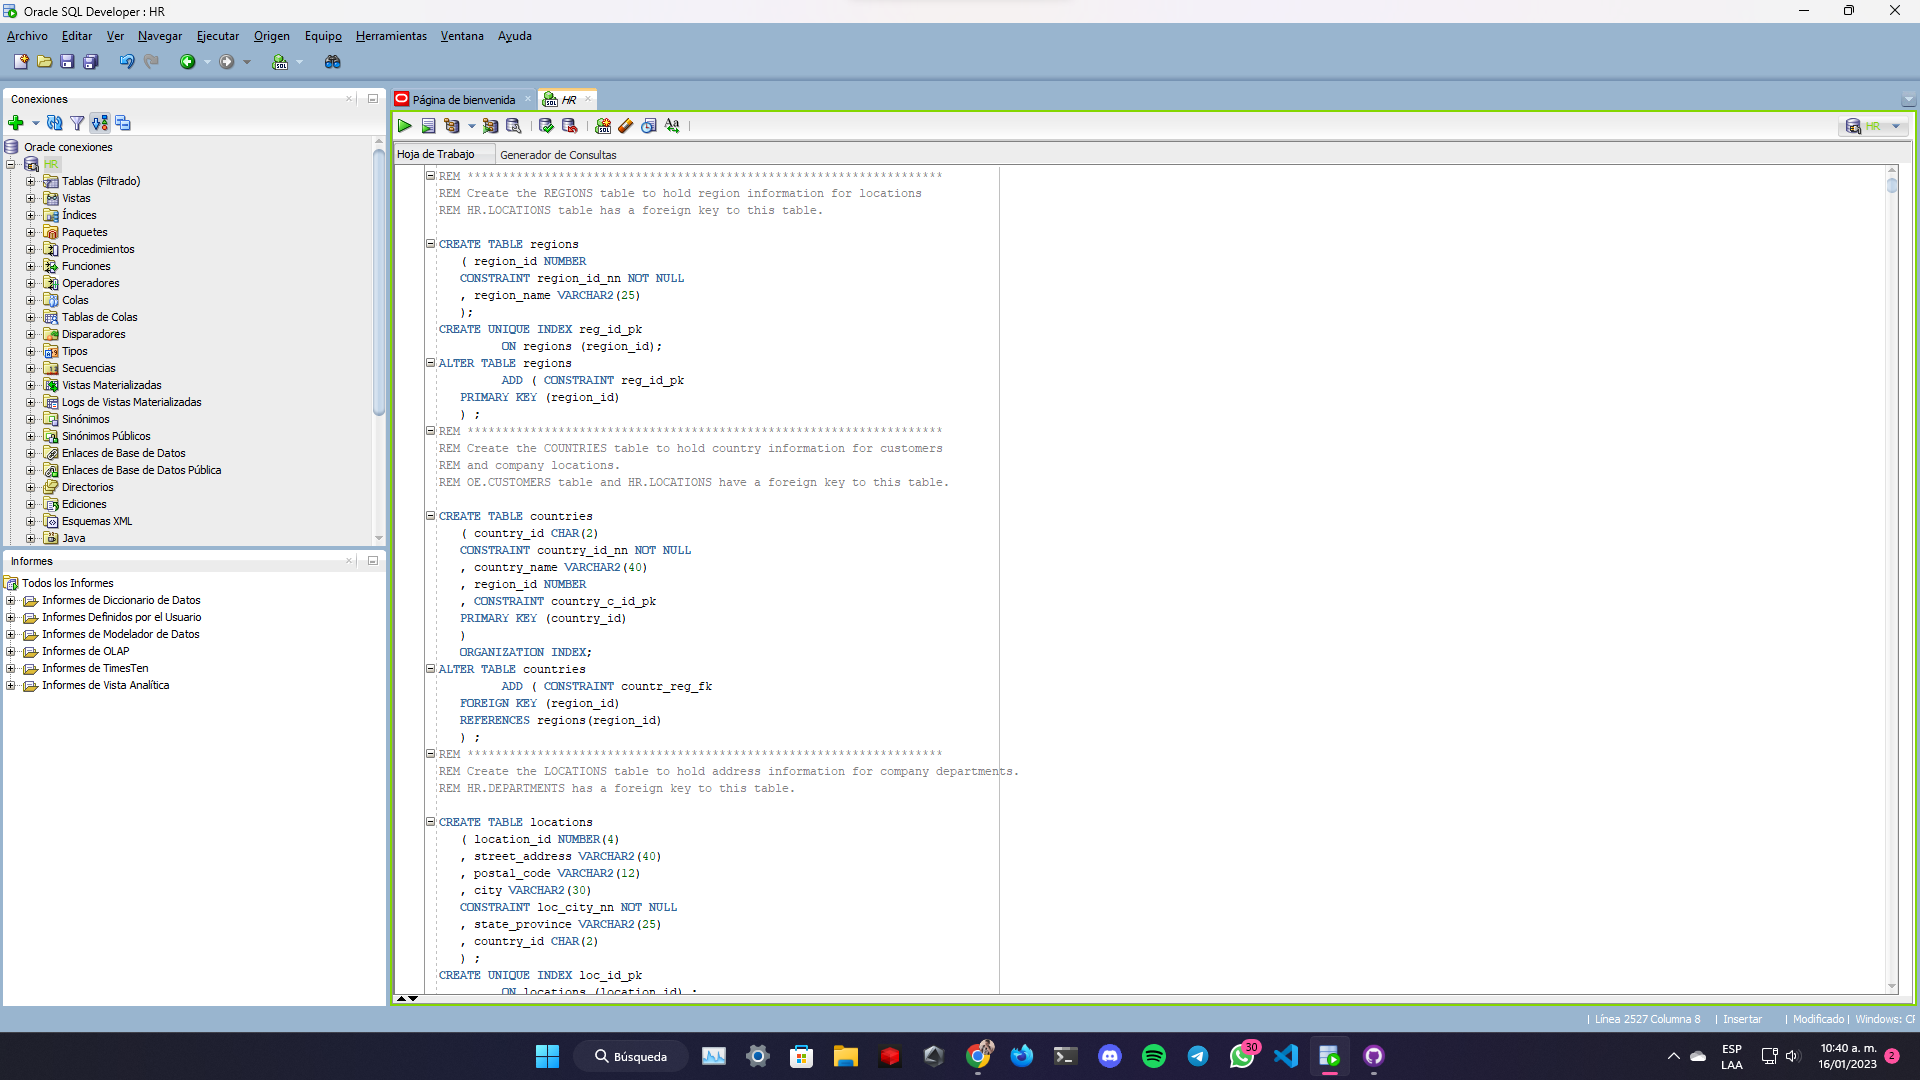 Oracle SQL Developer : HR
Archivo Editar Ver Navegar Ejecutar Origen Equipo Herramientas Ventana Ayuda
Conexiones
Oracle conexiones
HR
Tablas (Filtrado)
Vistas
Índices
Paquetes
Procedimientos
Funciones
Operadores
Colas
Tablas de Colas
Disparadores
Tipos
Secuencias
Vistas Materializadas
Logs de Vistas Materializadas
Sinónimos
Sinónimos Públicos
Enlaces de Base de Datos
Enlaces de Base de Datos Pública
Directorios
Ediciones
Esquemas XML
Java
Informes
Todos los Informes
Informes de Diccionario de Datos
Informes Definidos por el Usuario
Informes de Modelador de Datos
Informes de OLAP
Informes de TimesTen
Informes de Vista Analítica
Página de bienvenida HR
HR
Hoja de Trabajo Generador de Consultas
REM ********************************************************************
REM Create the REGIONS table to hold region information for locations
REM HR.LOCATIONS table has a foreign key to this table.
CREATE TABLE regions
( region_id NUMBER
CONSTRAINT region_id_nn NOT NULL
, region_name VARCHAR2(25)
);
CREATE UNIQUE INDEX reg_id_pk
ON regions (region_id);
ALTER TABLE regions
ADD ( CONSTRAINT reg_id_pk
PRIMARY KEY (region_id)
) ;
REM ********************************************************************
REM Create the COUNTRIES table to hold country information for customers
REM and company locations.
REM OE.CUSTOMERS table and HR.LOCATIONS have a foreign key to this table.
CREATE TABLE countries
( country_id CHAR(2)
CONSTRAINT country_id_nn NOT NULL
, country_name VARCHAR2(40)
, region_id NUMBER
, CONSTRAINT country_c_id_pk
PRIMARY KEY (country_id)
)
ORGANIZATION INDEX;
ALTER TABLE countries
ADD ( CONSTRAINT countr_reg_fk
FOREIGN KEY (region_id)
REFERENCES regions(region_id)
) ;
REM ********************************************************************
REM Create the LOCATIONS table to hold address information for company departments.
REM HR.DEPARTMENTS has a foreign key to this table.
CREATE TABLE locations
( location_id NUMBER(4)
, street_address VARCHAR2(40)
, postal_code VARCHAR2(12)
, city VARCHAR2(30)
CONSTRAINT loc_city_nn NOT NULL
, state_province VARCHAR2(25)
, country_id CHAR(2)
) ;
CREATE UNIQUE INDEX loc_id_pk
ON locations (location_id) ;
| Línea 2527 Columna 8 | Insertar | Modificado | Windows: CF
Búsqueda
30
ESP
LAA
10:40 a. m.
16/01/2023
2